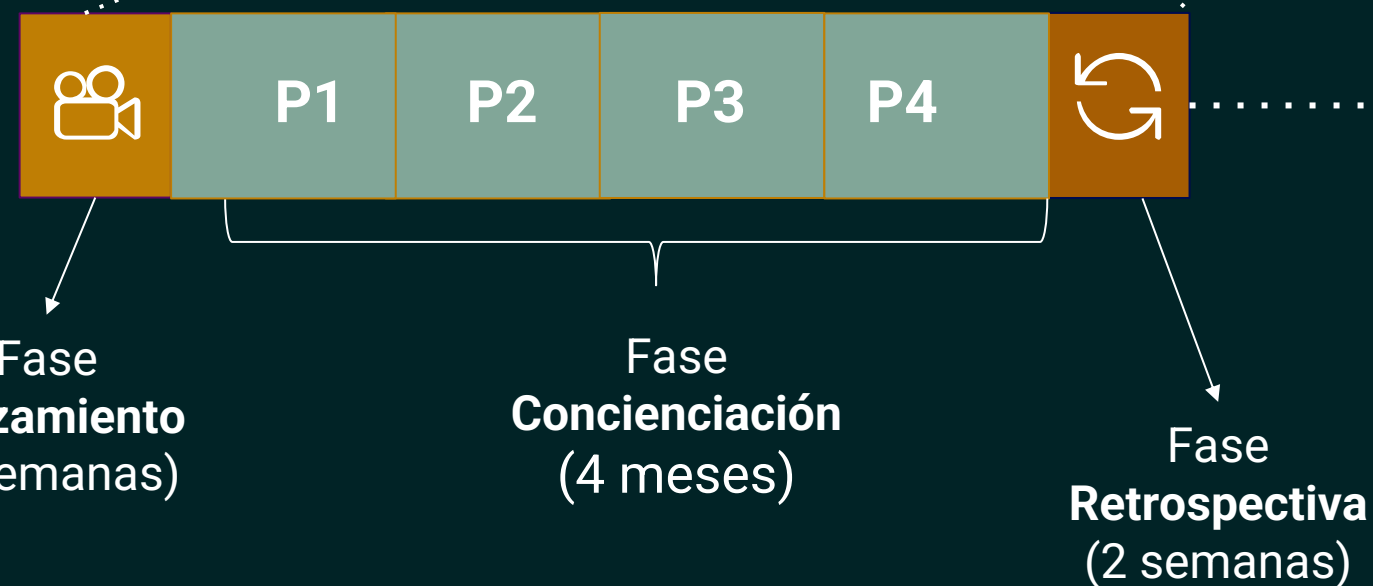 P1 P2 P3 P4
Fase
zamiento
emanas)
Fase
Concienciación
(4 meses)
Fase
Retrospectiva
(2 semanas)